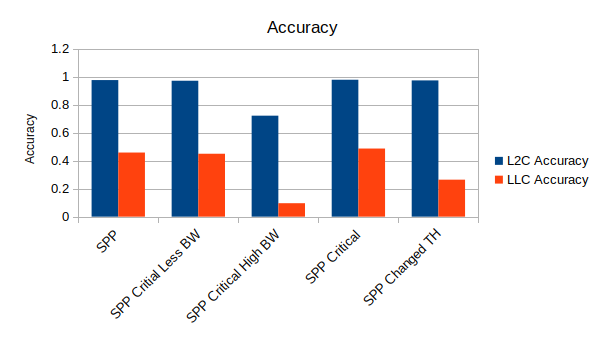 Accuracy
1.2
1
0.8
0.6
0.4
0.2
0
Accuracy
SPP
SPP Critial Less BW
SPP Critical High BW
SPP Critical
SPP Changed TH
L2C Accuracy
LLC Accuracy